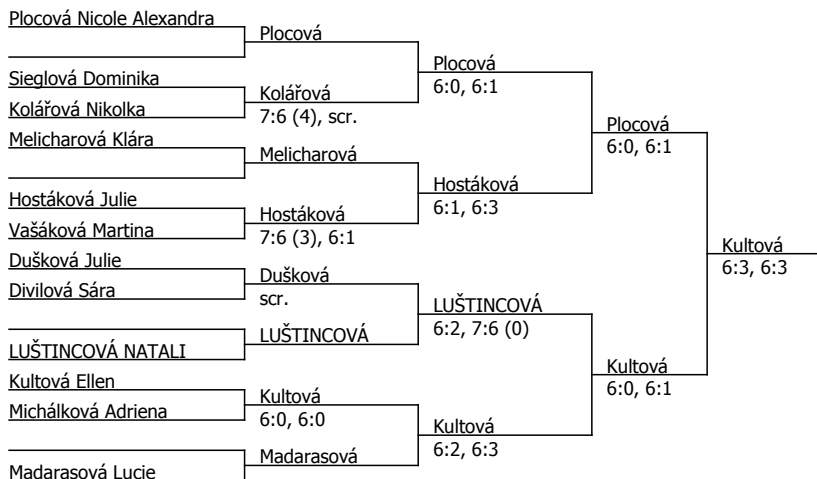 Plocová Nicole Alexandra
Sieglová Dominika
Kolářová Nikolka
Melicharová Klára
Hostáková Julie
Vašáková Martina
Dušková Julie
Divilová Sára
LUŠTINCOVÁ NATALI
Kultová Ellen
Michálková Adriena
Madarasová Lucie
Plocová
Kolářová
7:6 (4), scr.
Melicharová
Hostáková
7:6 (3), 6:1
Dušková
scr.
LUŠTINCOVÁ
Kultová
6:0, 6:0
Madarasová
Plocová
6:0, 6:1
Hostáková
6:1, 6:3
LUŠTINCOVÁ
6:2, 7:6 (0)
Kultová
6:2, 6:3
Plocová
6:0, 6:1
Kultová
6:0, 6:1
Kultová
6:3, 6:3